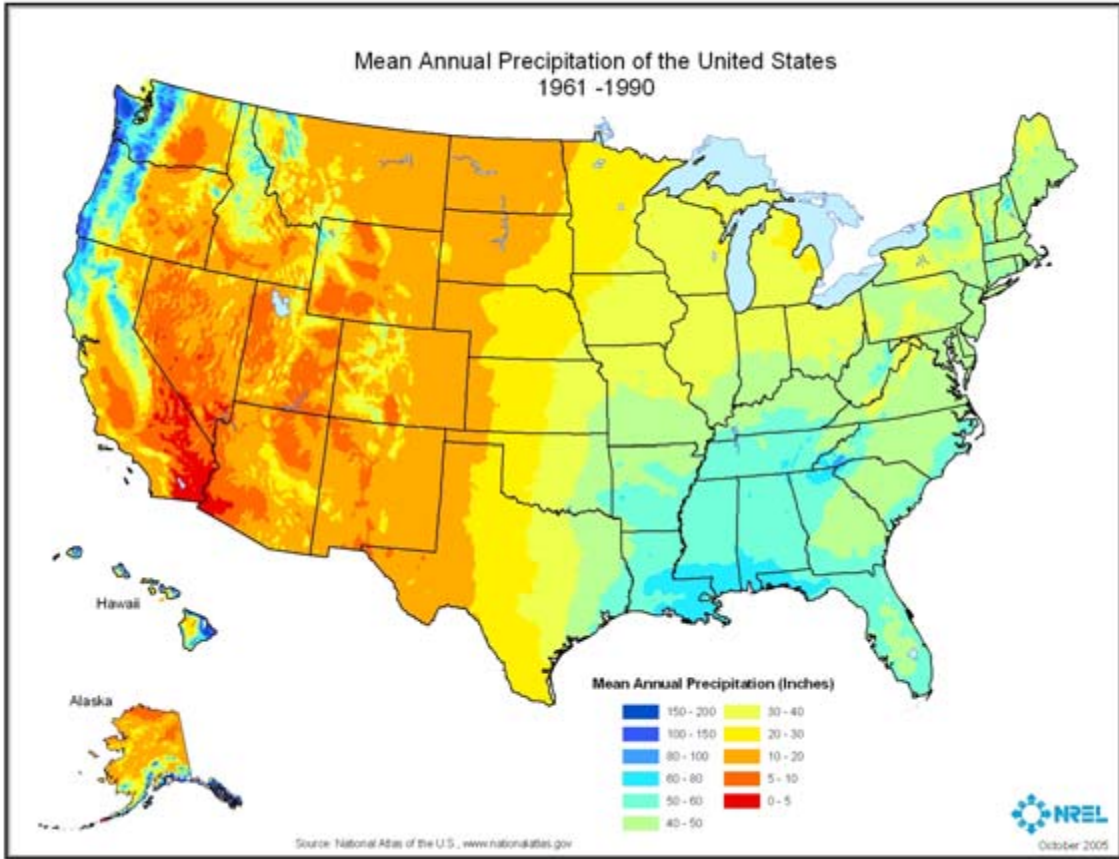 Mean Annual Precipitation of the United States
1961 -1990
Hawaii
Alaska
Mean Annual Precipitation (Inches)
150 - 200
100 - 150
80 - 100
60 - 80
50 - 60
40 - 50
30 - 40
20 - 30
10 - 20
5 - 10
0 - 5
Source: National Atlas of the U.S., www.nationalatlas.gov
NREL
October 2005